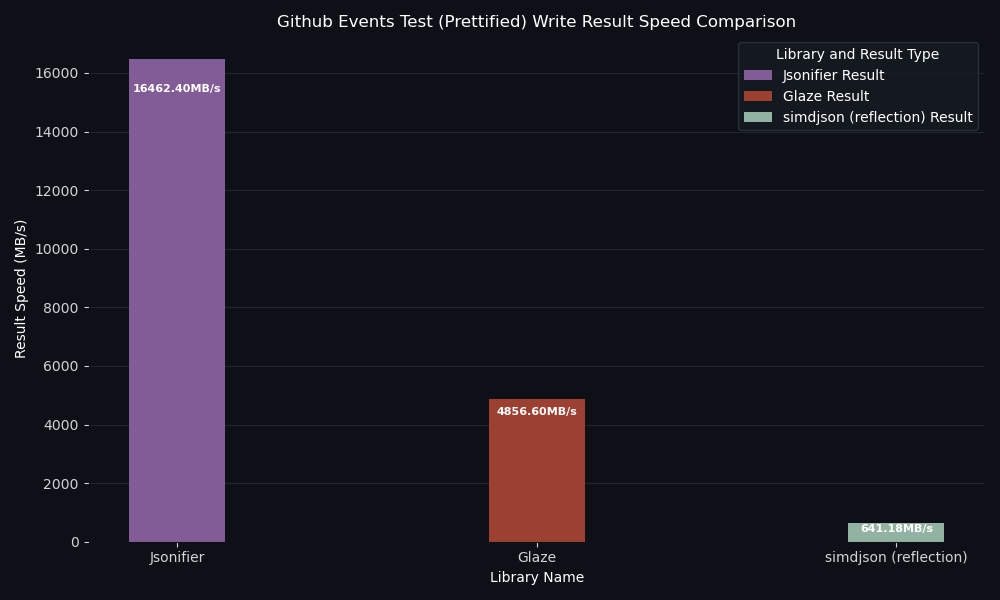 Github Events Test (Prettified) Write Result Speed Comparison
Library and Result Type
Jsonifier Result
Glaze Result
simdjson (reflection) Result
16000
14000
12000
10000
8000
6000
4000
2000
0
Result Speed (MB/s)
16462.40MB/s
4856.60MB/s
641.18MB/s
Jsonifier
Glaze
simdjson (reflection)
Library Name